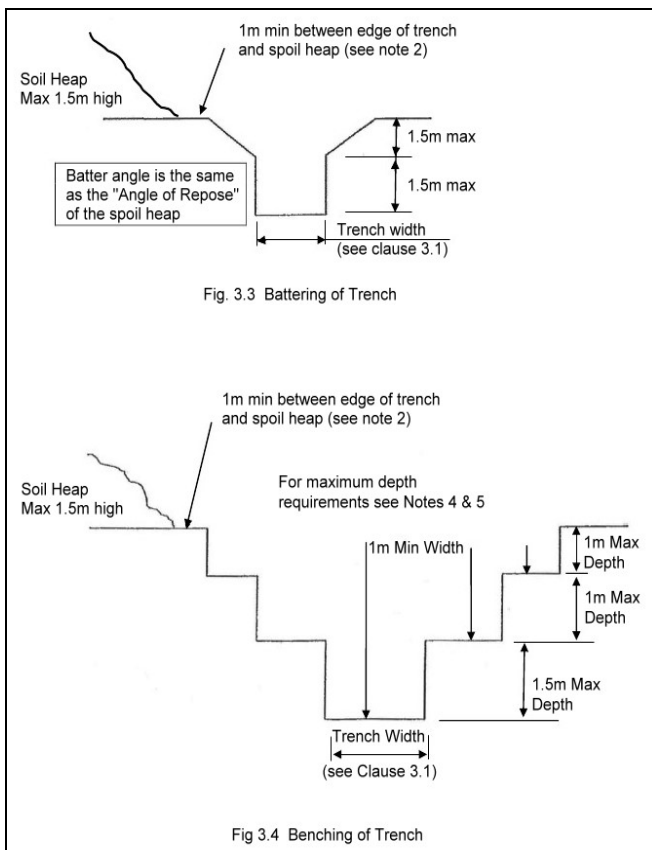 1m min between edge of trench
and spoil heap (see note 2)
Soil Heap
Max 1.5m high
1.5m max
Batter angle is the same
as the "Angle of Repose"
of the spoil heap
1.5m max
Trench width
(see clause 3.1)
Fig. 3.3 Battering of Trench
1m min between edge of trench
and spoil heap (see note 2)
Soil Heap
Max 1.5m high
For maximum depth
requirements see Notes 4 & 5
1m Min Width
1m Max
Depth
1m Max
Depth
1.5m Max
Depth
Trench Width
(see Clause 3.1)
Fig 3.4 Benching of Trench